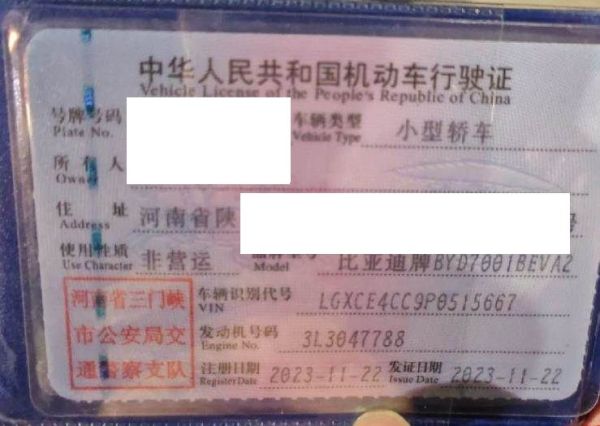 中华人民共和国机动车行驶证
Vehicle License of the People's Republic of China
号牌号码 车辆类型 小型轿车
Plate No. Vehicle Type
所有人
Owner
住址 河南省陕 号
Address
使用性质 非营运 品牌型号 比亚迪牌BYD7001BEVA2
Use Character Model
河南省三门峡
市公安局交
通警察支队
车辆识别代号 LGXCE4CC9P0515667
VIN
发动机号码 3L3047788
Engine No.
注册日期 2023-11-22 发证日期 2023-11-22
Register Date Issue Date